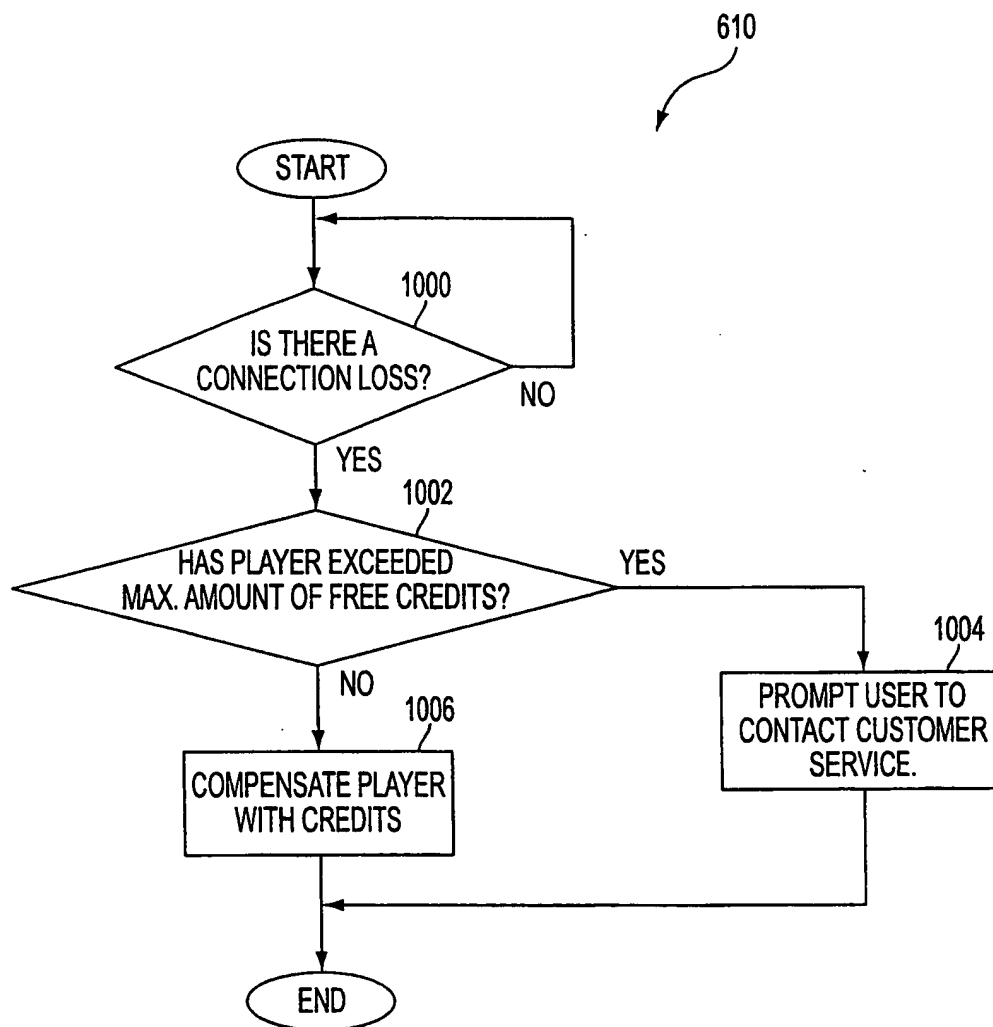 610
START
1000
IS THERE A
CONNECTION LOSS?
NO
YES
1002
HAS PLAYER EXCEEDED
MAX. AMOUNT OF FREE CREDITS?
YES
NO
1004
PROMPT USER TO
CONTACT CUSTOMER
SERVICE.
1006
COMPENSATE PLAYER
WITH CREDITS
END